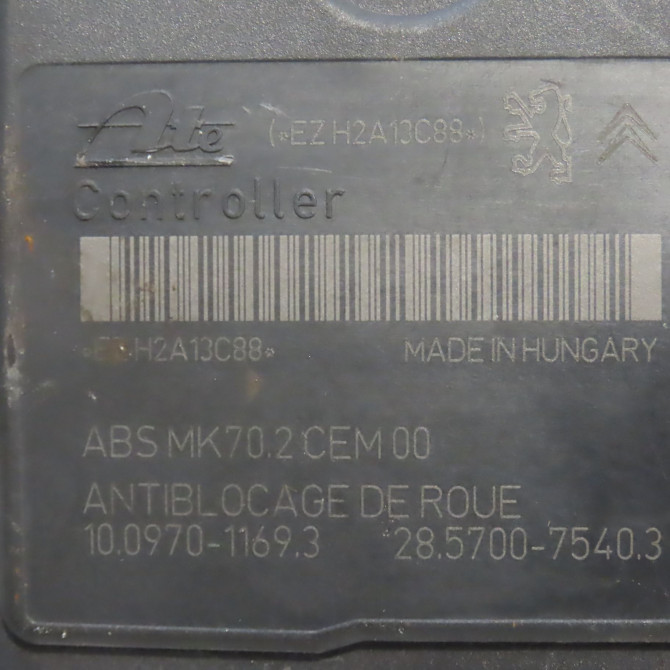 Ate (*EZ H2A13C88*)
Controller
*EZ H2A13C88* MADE IN HUNGARY
ABS MK70.2 CEM 00
ANTIBLOCAGE DE ROUE
10.0970-1169.3 28.5700-7540.3